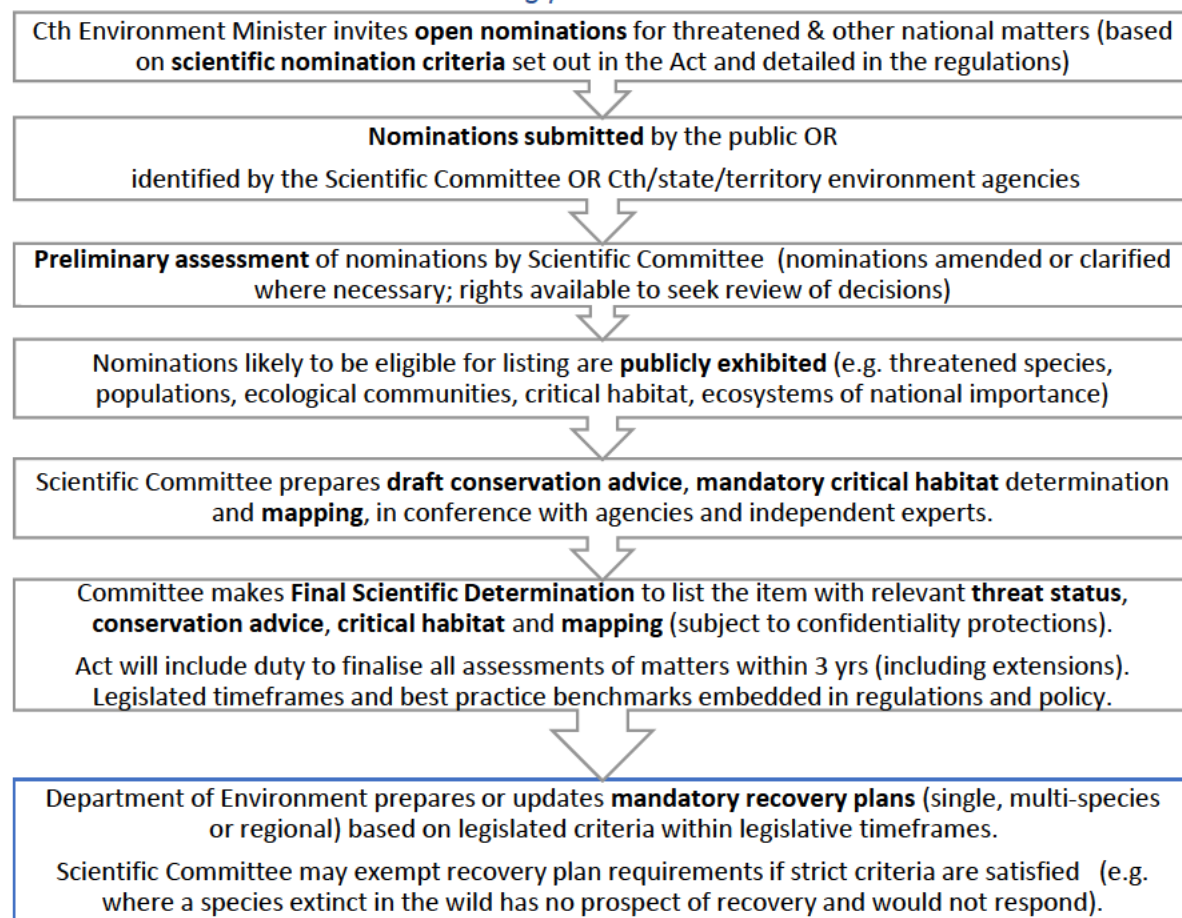 Cth Environment Minister invites open nominations for threatened & other national matters (based
on scientific nomination criteria set out in the Act and detailed in the regulations)
Nominations submitted by the public OR
identified by the Scientific Committee OR Cth/state/territory environment agencies
Preliminary assessment of nominations by Scientific Committee (nominations amended or clarified
where necessary; rights available to seek review of decisions)
Nominations likely to be eligible for listing are publicly exhibited (e.g. threatened species,
populations, ecological communities, critical habitat, ecosystems of national importance)
Scientific Committee prepares draft conservation advice, mandatory critical habitat determination
and mapping, in conference with agencies and independent experts.
Committee makes Final Scientific Determination to list the item with relevant threat status,
conservation advice, critical habitat and mapping (subject to confidentiality protections).
Act will include duty to finalise all assessments of matters within 3 yrs (including extensions).
Legislated timeframes and best practice benchmarks embedded in regulations and policy.
Department of Environment prepares or updates mandatory recovery plans (single, multi-species
or regional) based on legislated criteria within legislative timeframes.
Scientific Committee may exempt recovery plan requirements if strict criteria are satisfied (e.g.
where a species extinct in the wild has no prospect of recovery and would not respond).